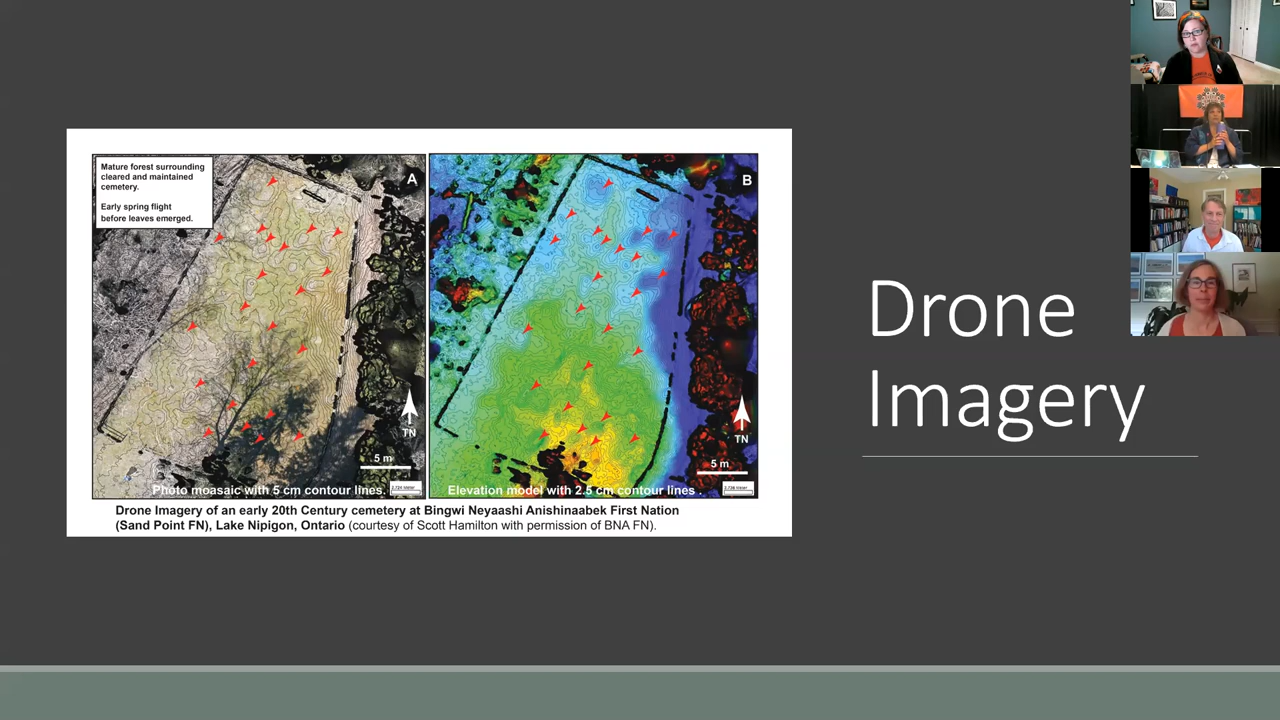 Mature forest surrounding
cleared and maintained
cemetery.
Early spring flight
before leaves emerged.
A
TN
5 m
Photo moasaic with 5 cm contour lines.
B
TN
5 m
Elevation model with 2.5 cm contour lines .
Drone Imagery of an early 20th Century cemetery at Bingwi Neyaashi Anishinaabek First Nation
(Sand Point FN), Lake Nipigon, Ontario (courtesy of Scott Hamilton with permission of BNA FN).
Drone
Imagery